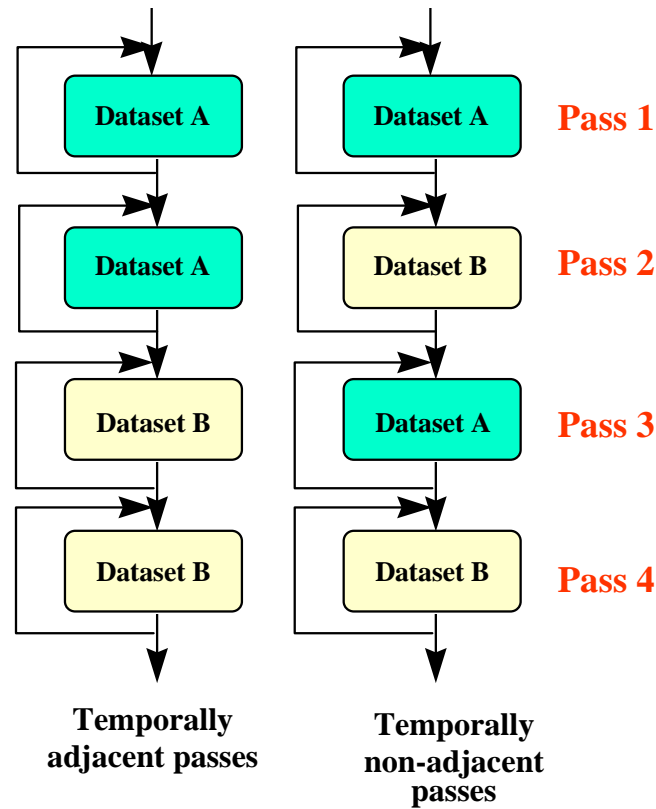 Dataset A
Dataset A
Pass 1
Dataset A
Dataset B
Pass 2
Dataset B
Dataset A
Pass 3
Dataset B
Dataset B
Pass 4
Temporally
adjacent passes
Temporally
non-adjacent
passes